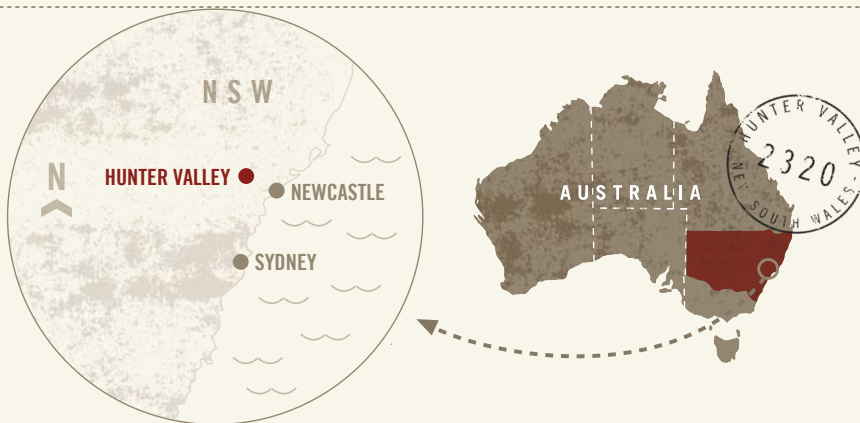 NSW
N
HUNTER VALLEY
NEWCASTLE
SYDNEY
AUSTRALIA
HUNTER VALLEY
2320
NEW SOUTH WALES